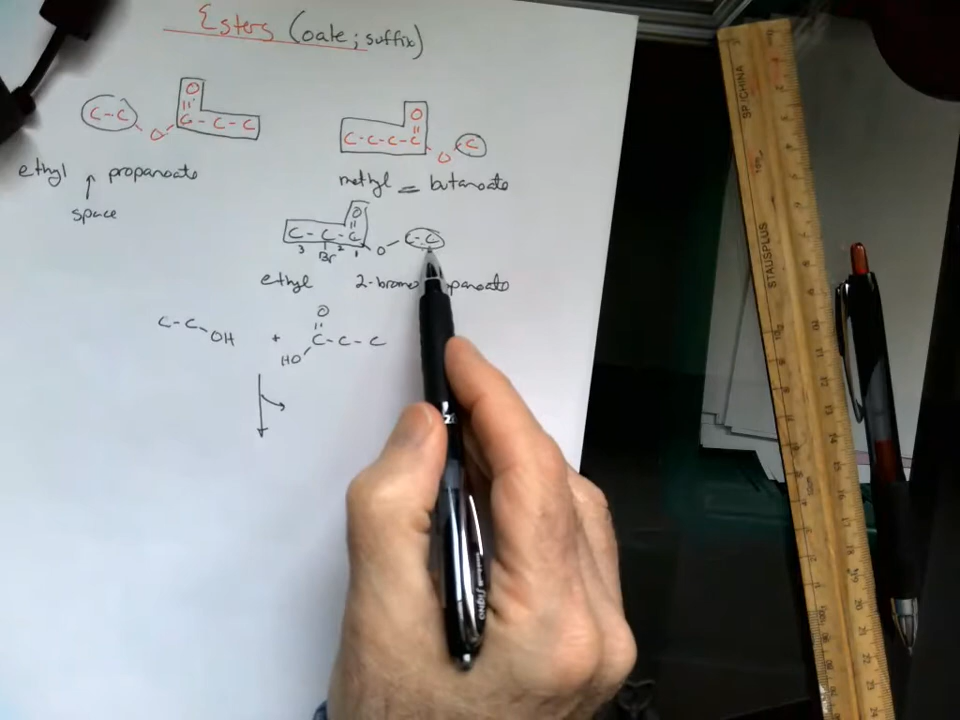 Esters (oate; suffix)
O
C-C C-C-C
O
ethyl propanoate
space
O
C-C-C-C C
O
methyl = butanoate
O
C-C-C O C-C
3 2 1
Br
ethyl 2-bromo panoate
O
C-C OH + C-C-C
HO
SP/CHINA
STAUSPLUS